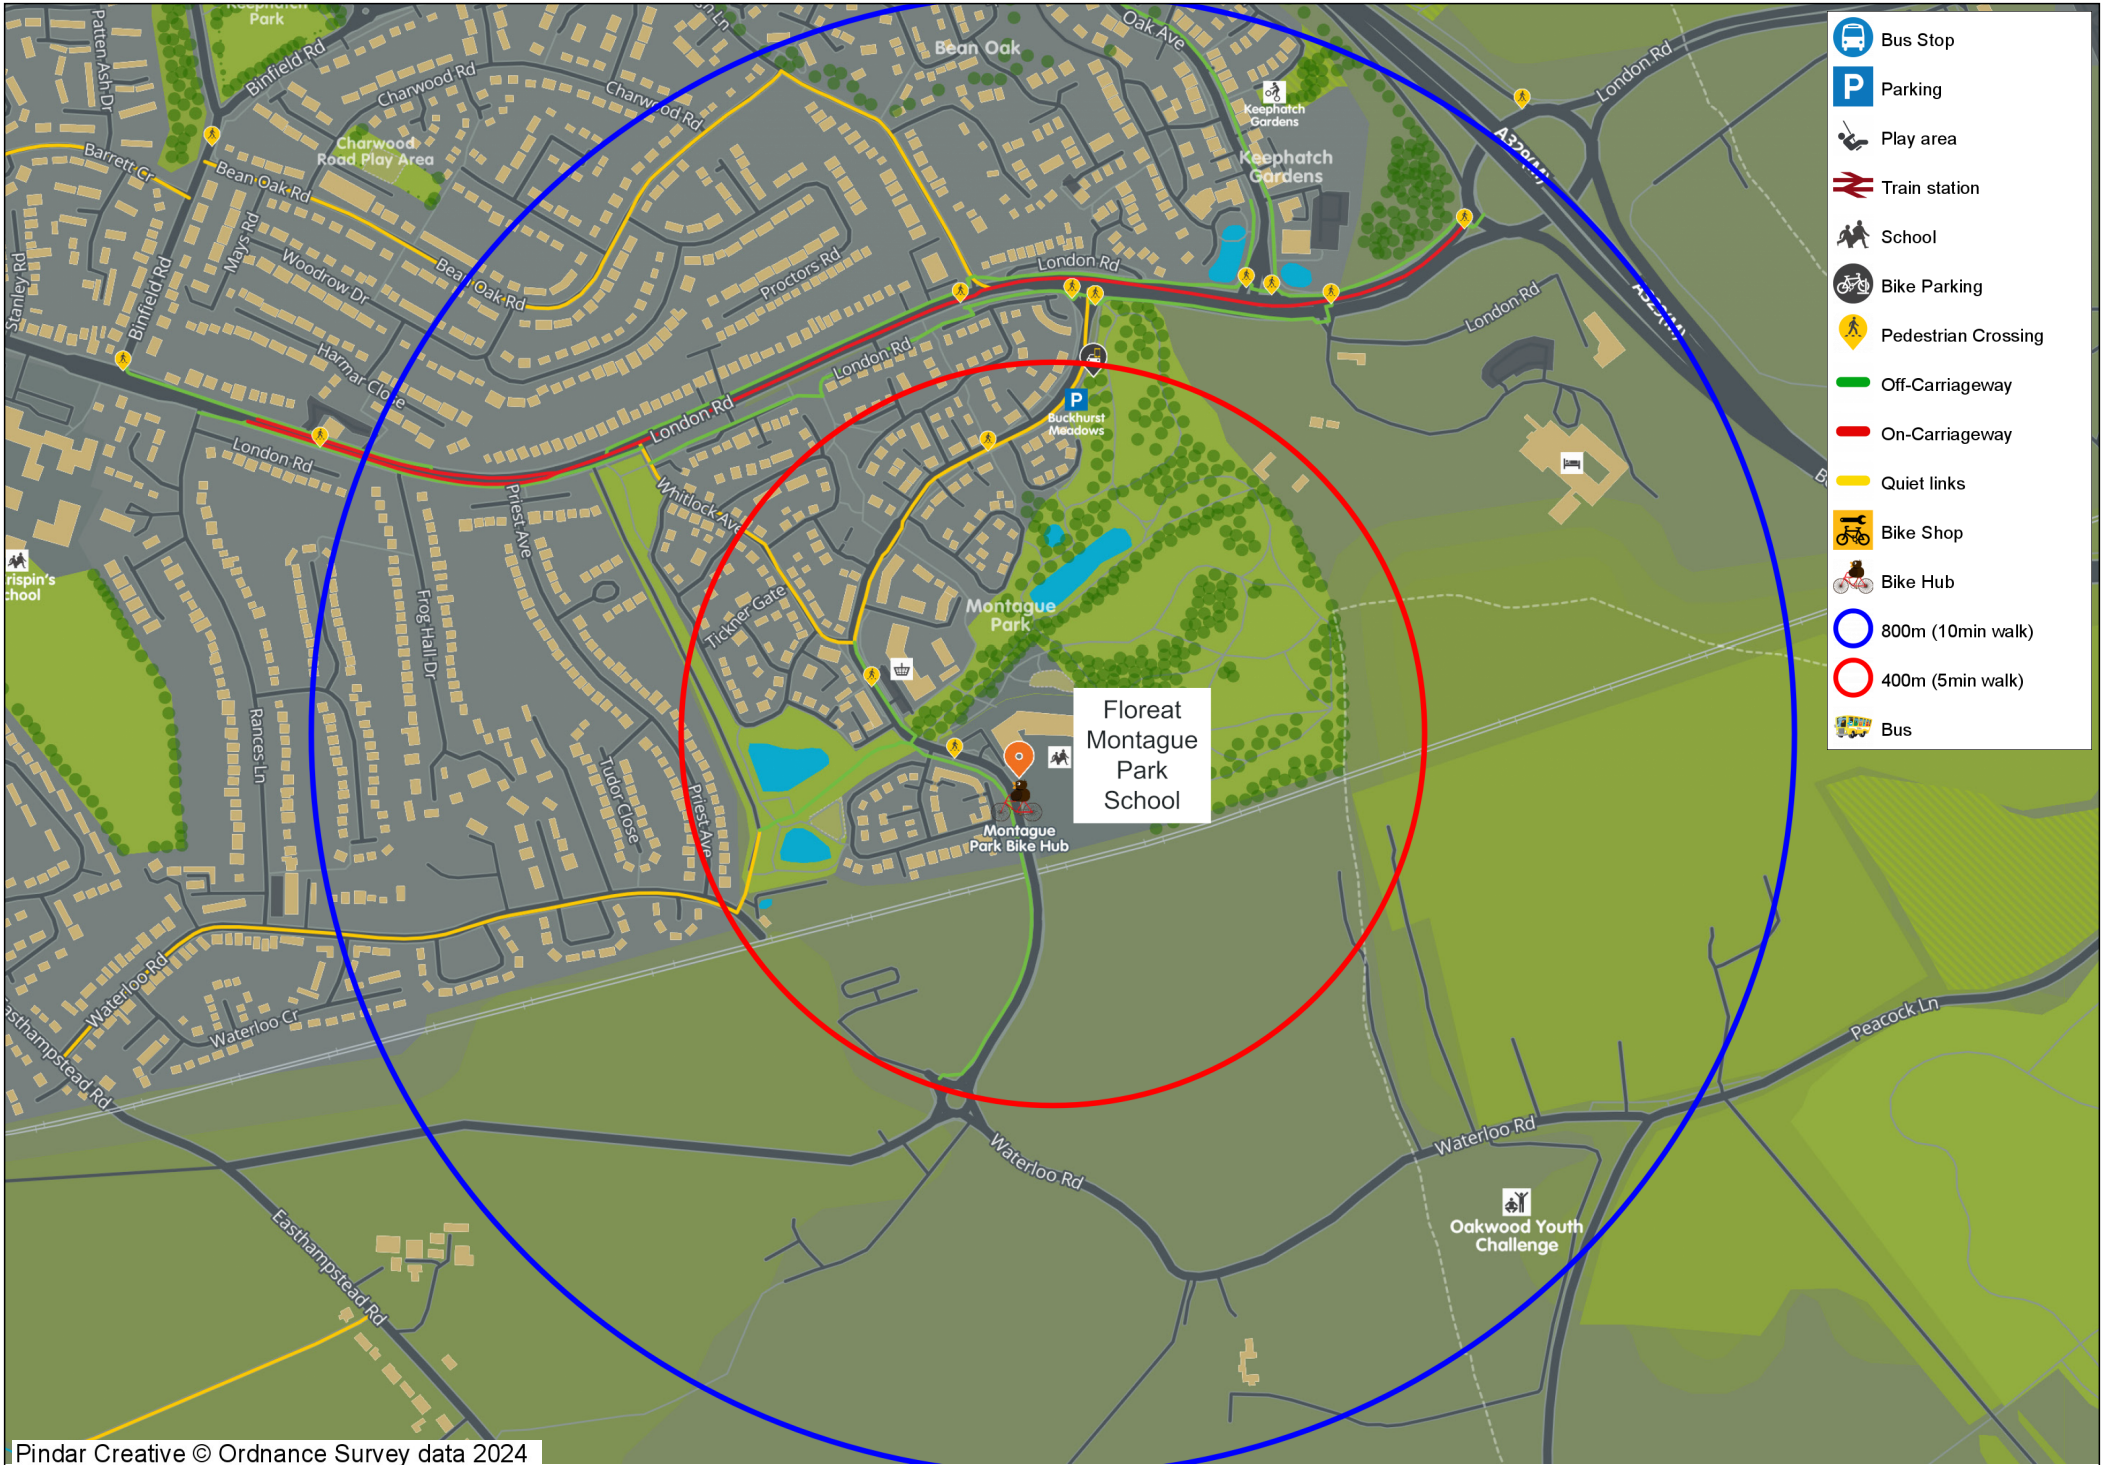 Keephatch
Park
Patten Ash Dr
Binfield Rd
Charwood Rd
Charwood Rd
Bean Oak
Oak Ave
Keephatch
Gardens
Keephatch
Gardens
London Rd
A329(M)
A329(M)
Barrett Cr
Bean Oak Rd
Charwood
Road Play Area
Mays Rd
Woodrow Dr
Bean Oak Rd
Proctors Rd
London Rd
London Rd
Stanley Rd
Binfield Rd
Harmar Close
London Rd
London Rd
London Rd
Buckhurst
Meadows
Priest Ave
Whitlock Ave
Frog Hall Dr
Tickner Gate
Montague
Park
Rances Ln
Tudor Close
Priest Ave
Floreat
Montague
Park
School
Montague
Park Bike Hub
Waterloo Rd
Waterloo Cr
Easthampstead Rd
Waterloo Rd
Waterloo Rd
Peacock Ln
Easthampstead Rd
Oakwood Youth
Challenge
Bus Stop
P Parking
Play area
Train station
School
Bike Parking
Pedestrian Crossing
Off-Carriageway
On-Carriageway
Quiet links
Bike Shop
Bike Hub
800m (10min walk)
400m (5min walk)
Bus
P
Pindar Creative © Ordnance Survey data 2024